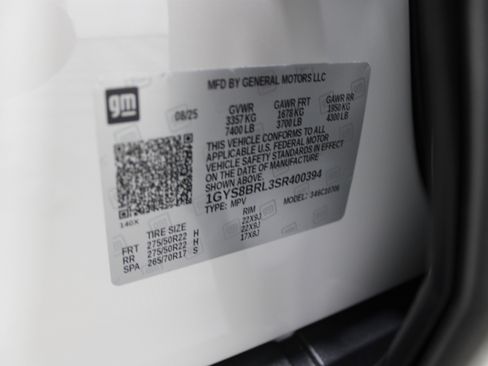 MFD BY GENERAL MOTORS LLC
gm
08/25
GVWR GAWR FRT GAWR RR
3357 KG 1678 KG 1950 KG
7400 LB 3700 LB 4300 LB
THIS VEHICLE CONFORMS TO ALL
APPLICABLE U.S. FEDERAL MOTOR
VEHICLE SAFETY STANDARDS IN EFFECT
ON THE DATE OF MANUFACTURE
SHOWN ABOVE.
1GYS8BRL3SR400394
TYPE: MPV MODEL: 346C10706
140X
TIRE SIZE RIM
FRT 275/50R22 H 22X9J
RR 275/50R22 H 22X9J
SPA 265/70R17 S 17X8J